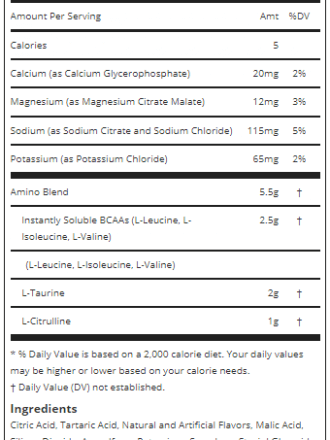 Amount Per Serving Amt %DV
Calories 5
Calcium (as Calcium Glycerophosphate) 20mg 2%
Magnesium (as Magnesium Citrate Malate) 12mg 3%
Sodium (as Sodium Citrate and Sodium Chloride) 115mg 5%
Potassium (as Potassium Chloride) 65mg 2%
Amino Blend 5.5g †
Instantly Soluble BCAAs (L-Leucine, L- 2.5g †
Isoleucine, L-Valine)
(L-Leucine, L-Isoleucine, L-Valine)
L-Taurine 2g †
L-Citrulline 1g †
* % Daily Value is based on a 2,000 calorie diet. Your daily values
may be higher or lower based on your calorie needs.
† Daily Value (DV) not established.
Ingredients
Citric Acid, Tartaric Acid, Natural and Artificial Flavors, Malic Acid,